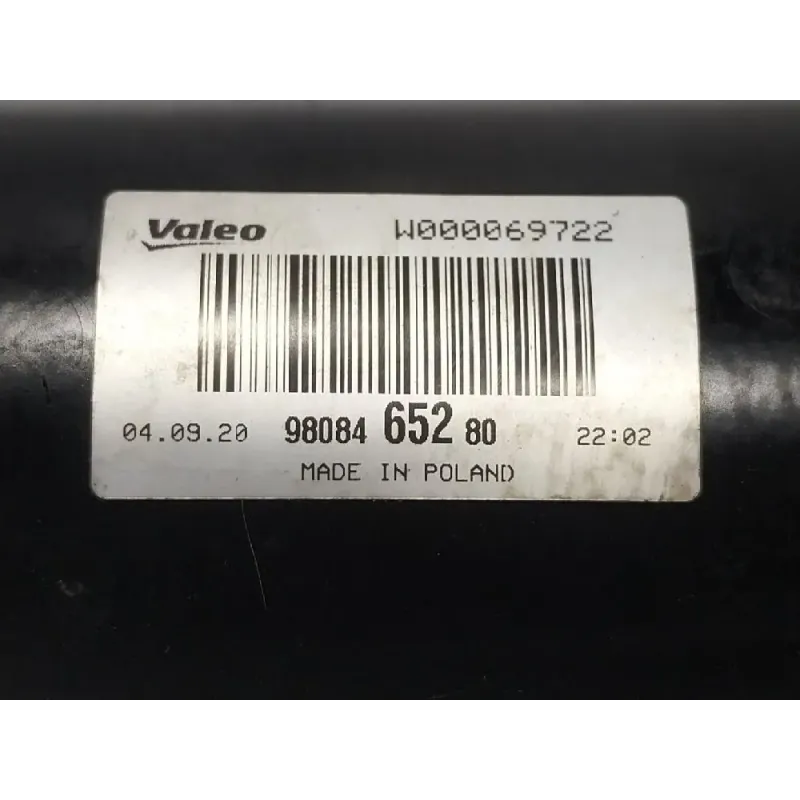 Valeo W000069722
04.09.20 98084 652 80 22:02
MADE IN POLAND